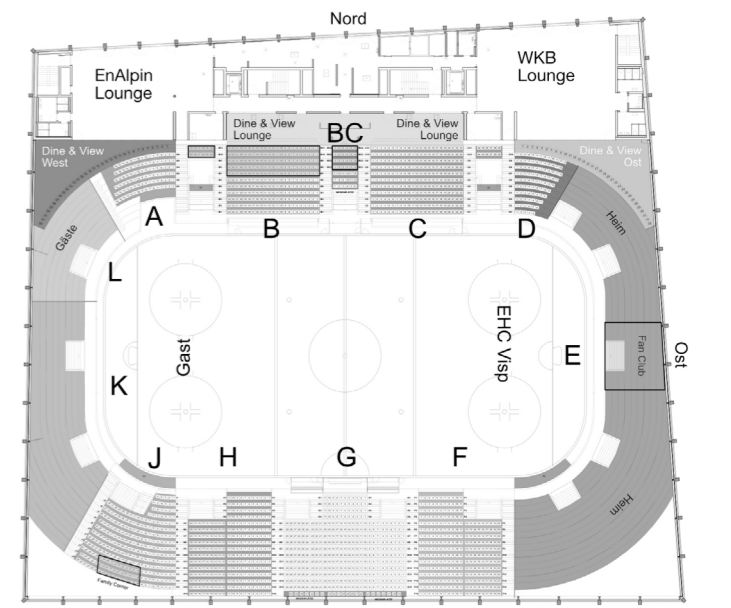 Nord
EnAlpin
Lounge
WKB
Lounge
Dine & View
West
Dine & View
Lounge
BC
Dine & View
Lounge
Dine & View
Ost
A
B
C
D
Gäste
Heim
L
Gast
EHC Visp
E
Fan Club
Ost
K
J
H
G
F
Heim
Family Corner